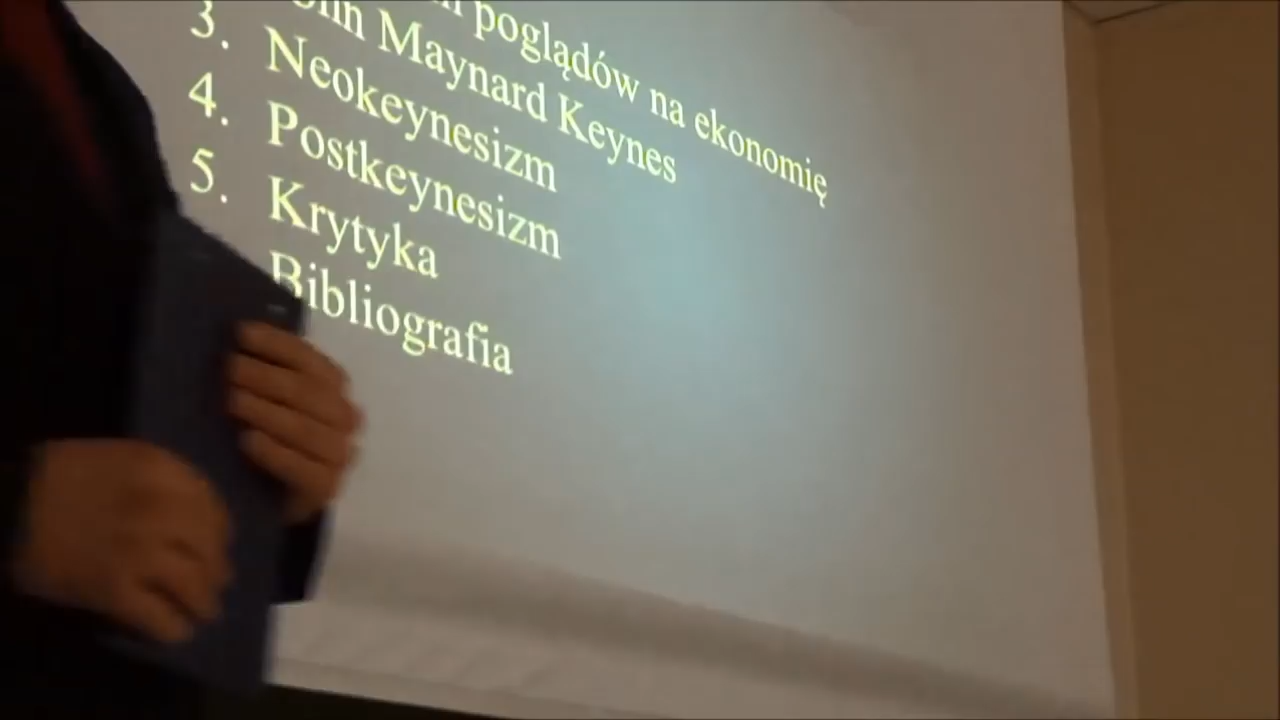 poglądów na ekonomię
Maynard Keynes
3. Neokeynesizm
4. Postkeynesizm
5. Krytyka
Bibliografia